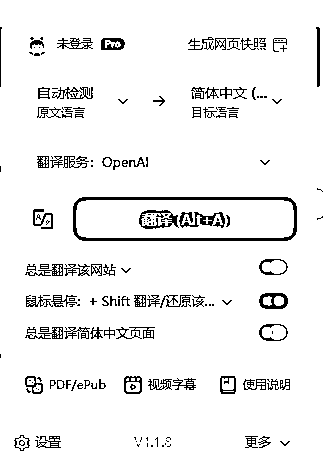 未登录 Pro 生成网页快照
自动检测 → 简体中文 (...
原文语言 目标语言
翻译服务: OpenAI
翻译 (Alt+A)
总是翻译该网站
鼠标悬停: + Shift 翻译/还原该...
总是翻译简体中文页面
PDF/ePub 视频字幕 使用说明
设置 V1.1.8 更多